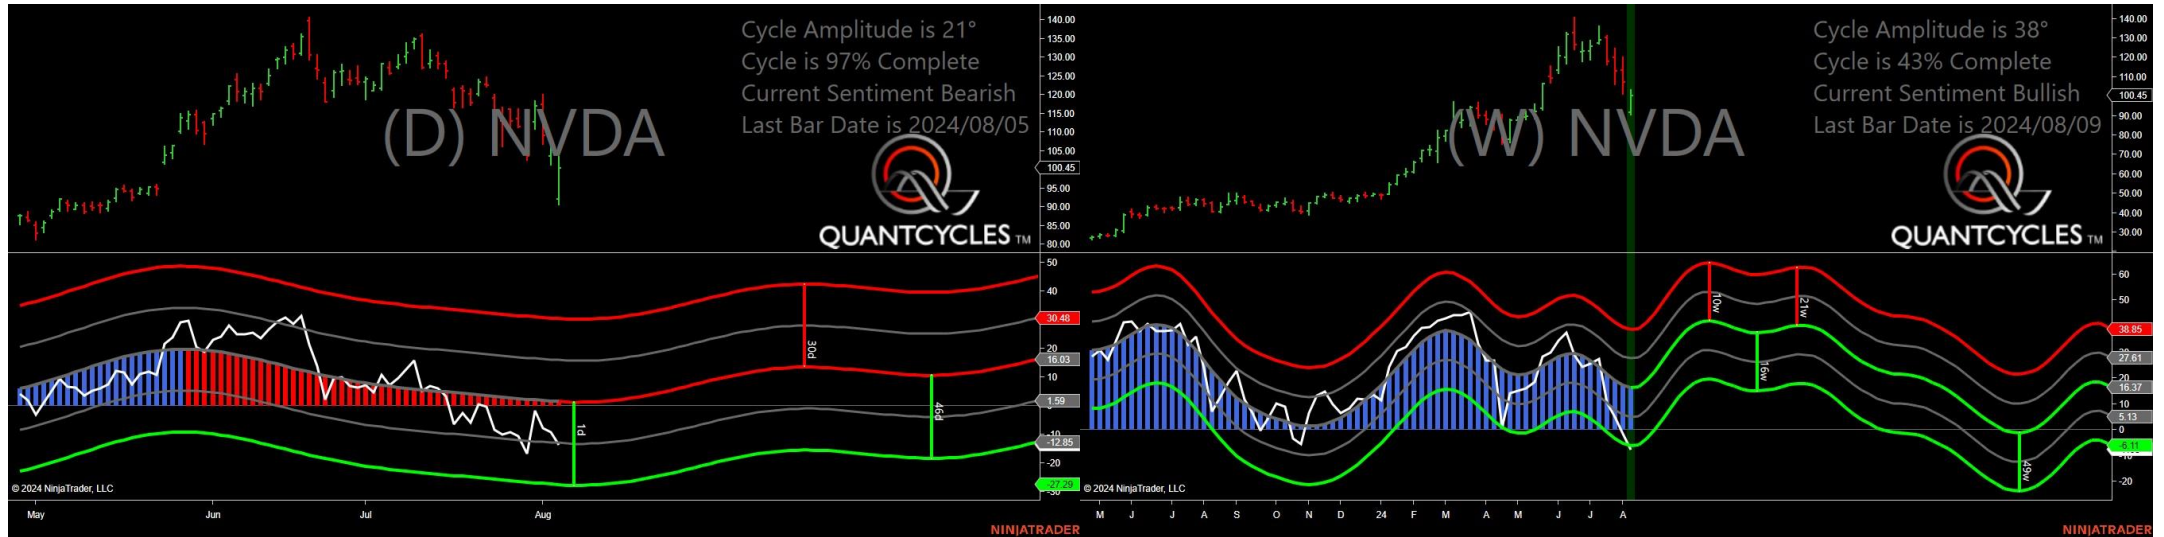 Cycle Amplitude is 21°
Cycle is 97% Complete
Current Sentiment Bearish
Last Bar Date is 2024/08/05
(D) NVDA
QUANTCYCLES TM
140.00
135.00
130.00
125.00
120.00
115.00
110.00
105.00
100.45
95.00
90.00
85.00
80.00
50
40
30.48
20
16.03
10
1.59
-10
-12.85
-20
-27.29
-30
30d
46d
1d
© 2024 NinjaTrader, LLC
May Jun Jul Aug
NINJATRADER
Cycle Amplitude is 38°
Cycle is 43% Complete
Current Sentiment Bullish
Last Bar Date is 2024/08/09
(W) NVDA
QUANTCYCLES TM
140.00
130.00
120.00
110.00
100.45
90.00
80.00
70.00
60.00
50.00
40.00
30.00
60
50
38.85
27.61
20
16.37
10
5.13
0
-6.11
-10
-20
10w
21w
16w
49w
© 2024 NinjaTrader, LLC
M J J A S O N D 24 F M A M J J A
NINJATRADER